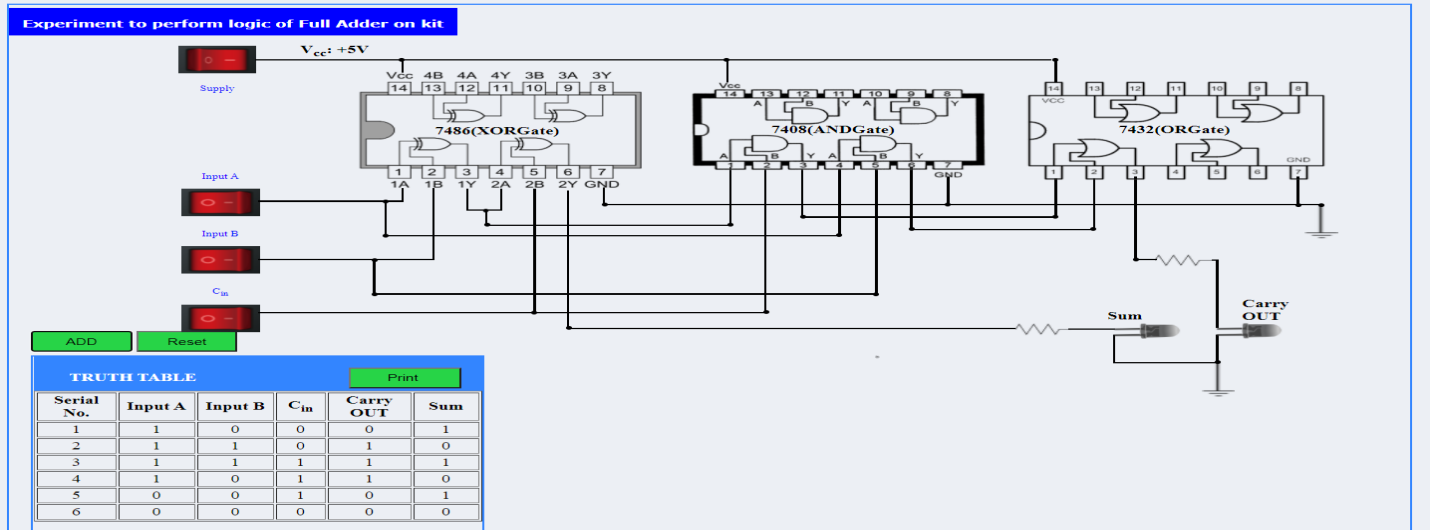 Experiment to perform logic of Full Adder on kit
Vcc: +5V
Supply
Vcc 4B 4A 4Y 3B 3A 3Y
14 13 12 11 10 9 8
7486(XORGate)
1 2 3 4 5 6 7
1A 1B 1Y 2A 2B 2Y GND
Vcc
14 13 12 11 10 9 8
A B Y A B Y
7408(ANDGate)
A B Y A B Y
1 2 3 4 5 6 7
GND
14 13 12 11 10 9 8
VCC
7432(ORGate)
GND
1 2 3 4 5 6 7
Input A
Input B
Cin
Sum
Carry
OUT
ADD Reset
TRUTH TABLE Print
Serial No. Input A Input B Cin Carry OUT Sum
1 1 0 0 0 1
2 1 1 0 1 0
3 1 1 1 1 1
4 1 0 1 1 0
5 0 0 1 0 1
6 0 0 0 0 0